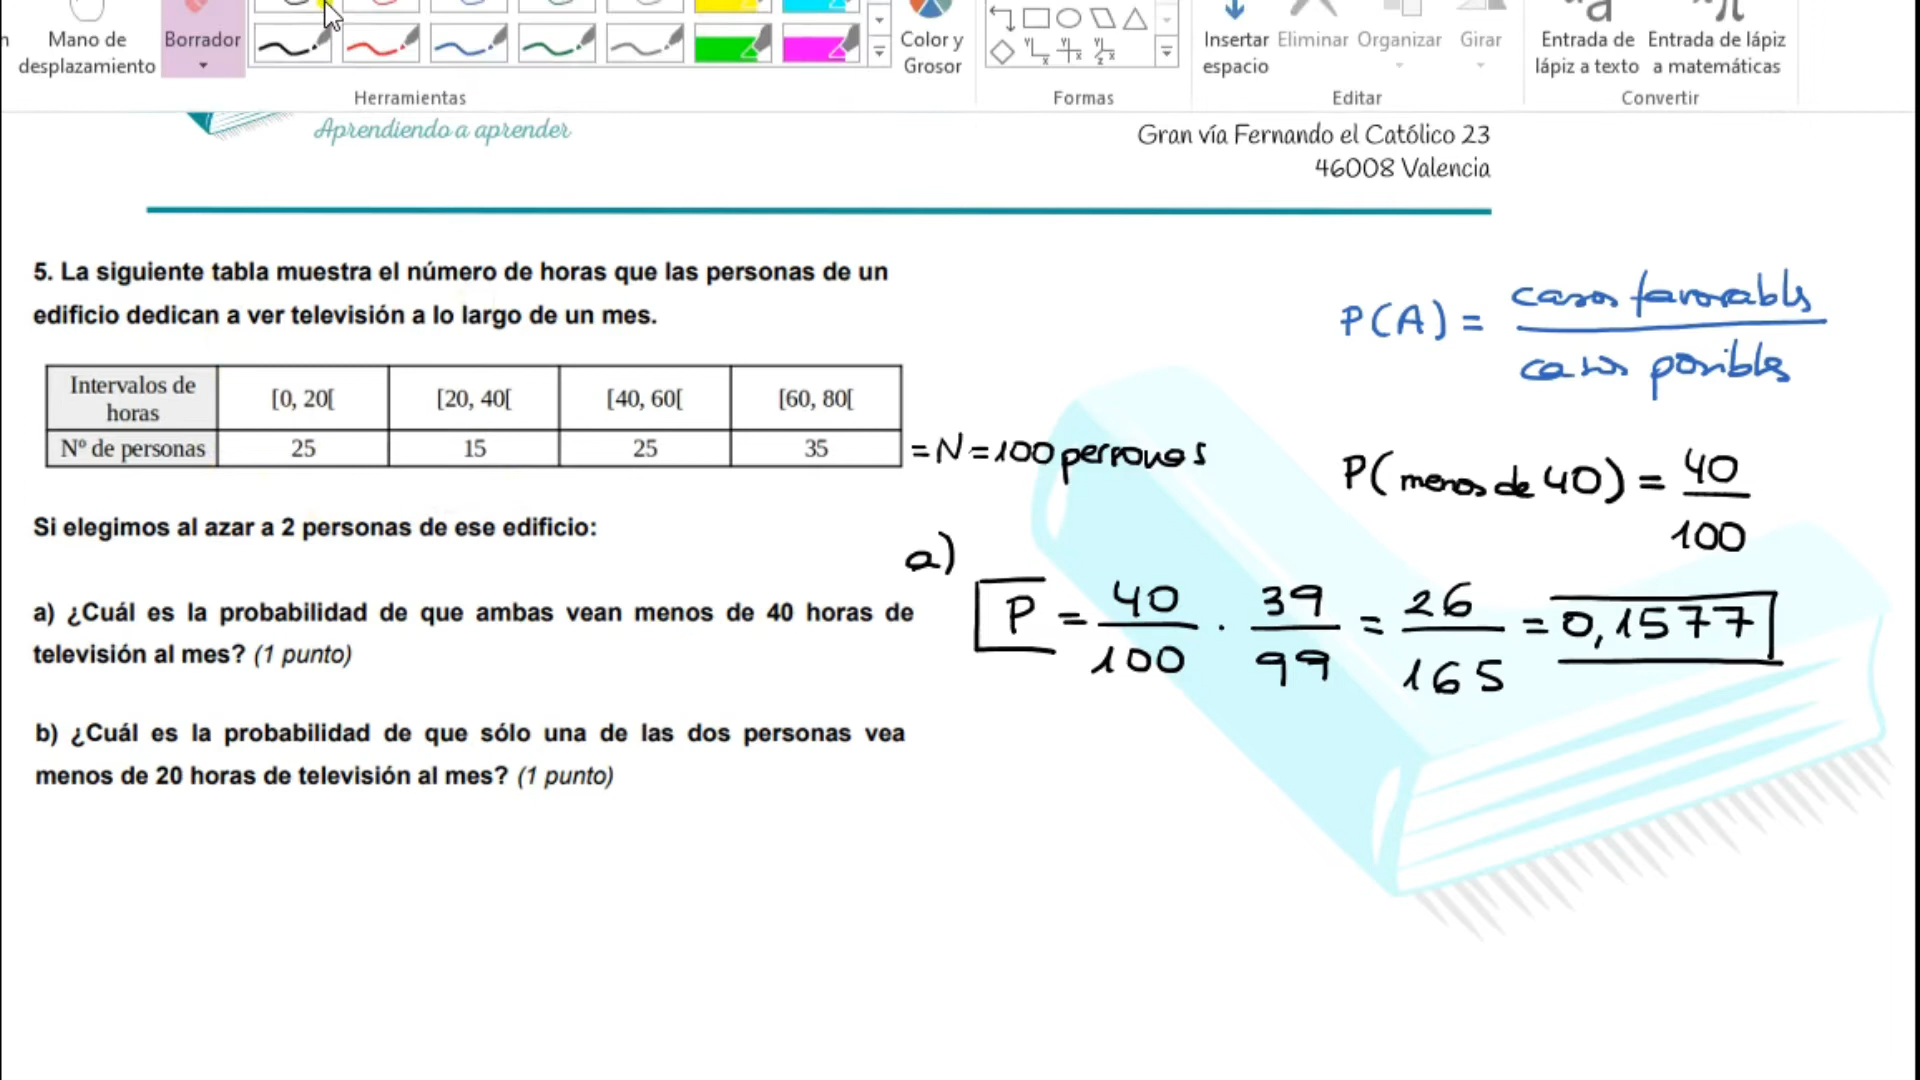 Mano de desplazamiento
Borrador
Color y Grosor
Insertar espacio
Eliminar
Organizar
Girar
Entrada de lápiz a texto
Entrada de lápiz a matemáticas
Herramientas
Formas
Editar
Convertir
Aprendiendo a aprender
Gran vía Fernando el Católico 23
46008 Valencia
5. La siguiente tabla muestra el número de horas que las personas de un
edificio dedican a ver televisión a lo largo de un mes.
Intervalos de horas [0, 20[ [20, 40[ [40, 60[ [60, 80[
Nº de personas 25 15 25 35
= N = 100 personas
Si elegimos al azar a 2 personas de ese edificio:
a) ¿Cuál es la probabilidad de que ambas vean menos de 40 horas de
televisión al mes? (1 punto)
b) ¿Cuál es la probabilidad de que sólo una de las dos personas vea
menos de 20 horas de televisión al mes? (1 punto)
P(A) = casos favorables / casos posibles
P(menos de 40) = 40/100
a)
P = 40/100 · 39/99 = 26/165 = 0,1577